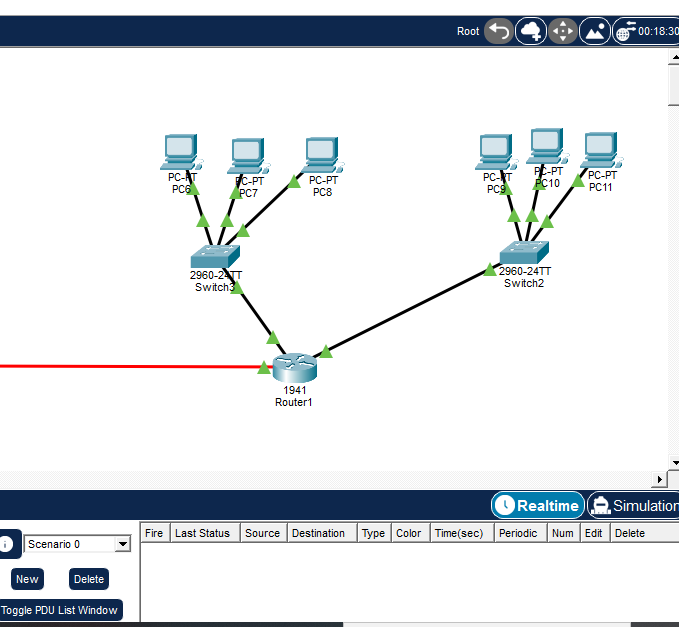 Root 00:18:30
PC-PT
PC6
PC-PT
PC7
PC-PT
PC8
PC-PT
PC9
PC-PT
PC10
PC-PT
PC11
2960-24TT
Switch3
2960-24TT
Switch2
1941
Router1
Realtime Simulation
Fire Last Status Source Destination Type Color Time(sec) Periodic Num Edit Delete
Scenario 0
New Delete
Toggle PDU List Window